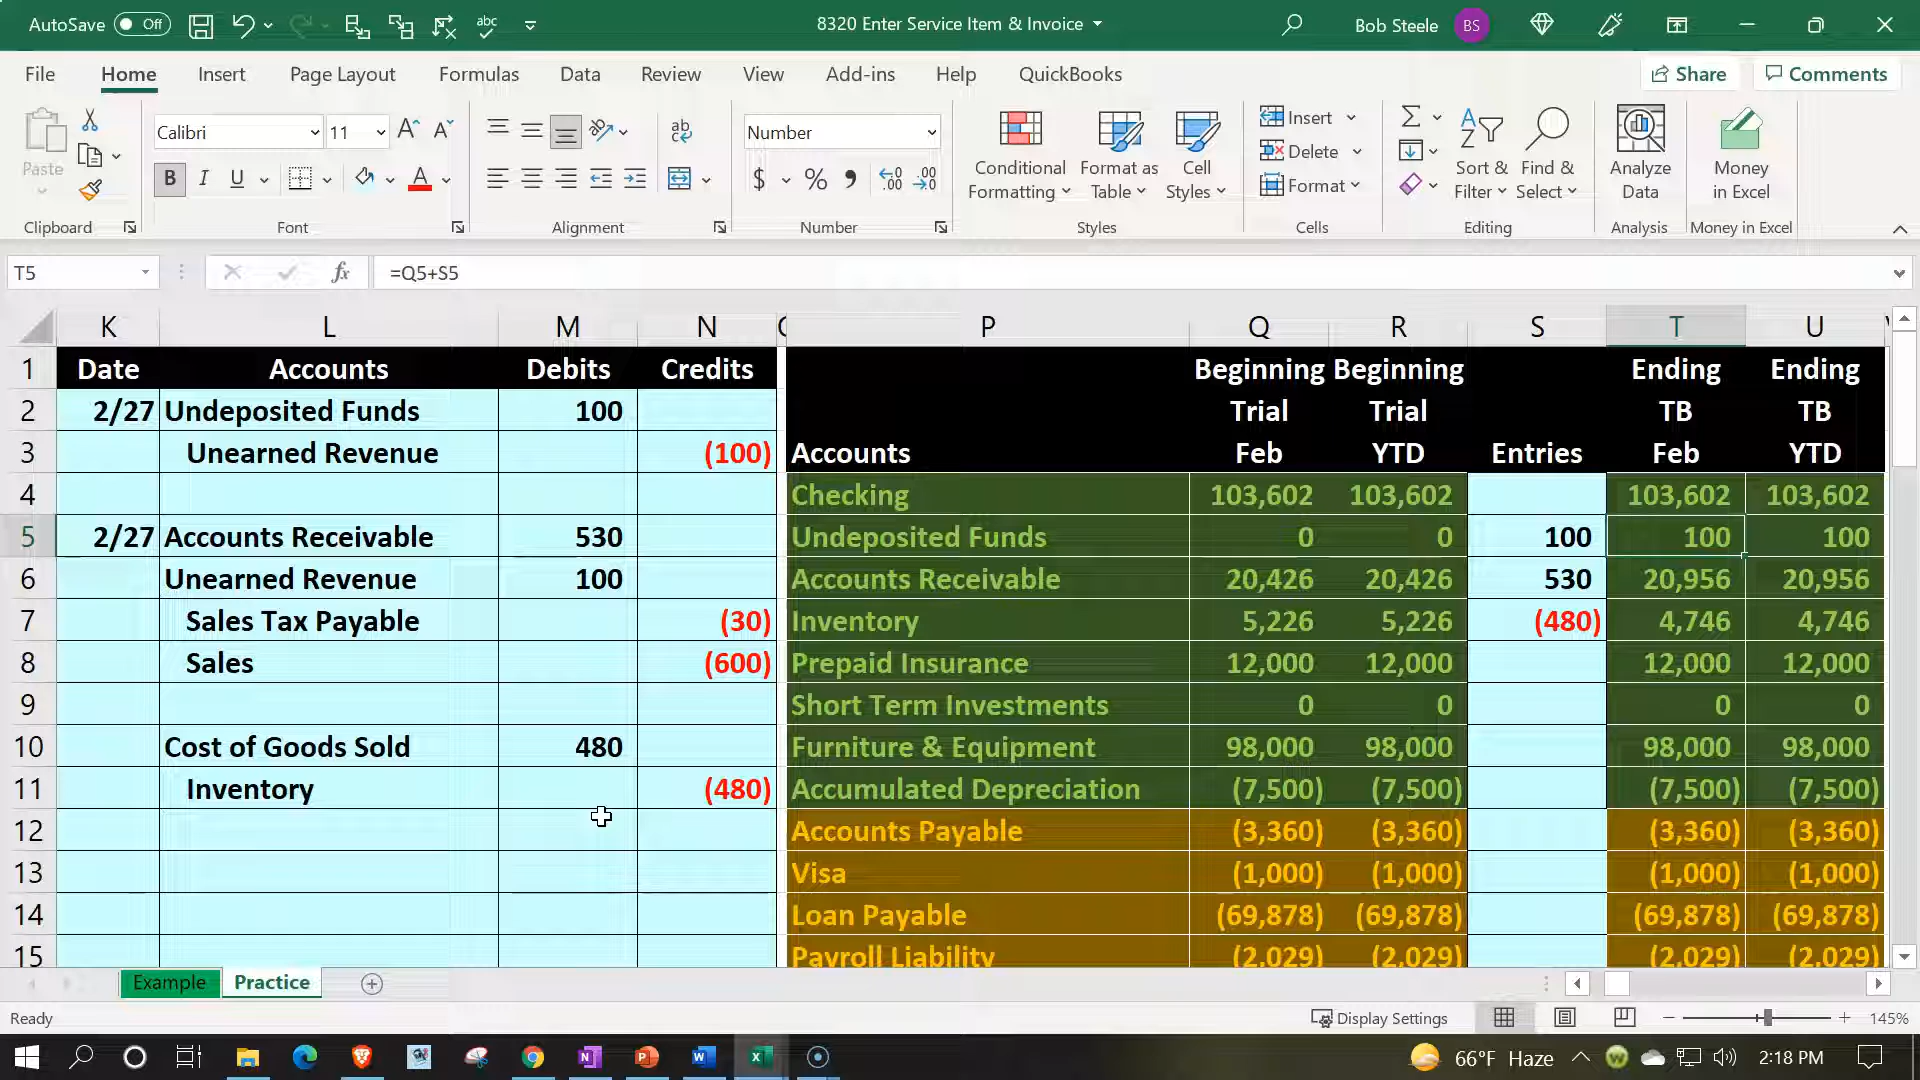 AutoSave Off abc 8320 Enter Service Item & Invoice Bob Steele BS
File Home Insert Page Layout Formulas Data Review View Add-ins Help QuickBooks Share Comments
Paste Calibri 11 ab Number Conditional Formatting Format as Table Cell Styles Insert Delete Format Sort & Filter Find & Select Analyze Data Money in Excel
B I U A $ %
Clipboard Font Alignment Number Styles Cells Editing Analysis Money in Excel
T5 fx =Q5+S5
K L M N P Q R S T U
1 Date Accounts Debits Credits Beginning Beginning Ending Ending
2 2/27 Undeposited Funds 100 Trial Trial TB TB
3 Unearned Revenue (100) Accounts Feb YTD Entries Feb YTD
4 Checking 103,602 103,602 103,602 103,602
5 2/27 Accounts Receivable 530 Undeposited Funds 0 0 100 100 100
6 Unearned Revenue 100 Accounts Receivable 20,426 20,426 530 20,956 20,956
7 Sales Tax Payable (30) Inventory 5,226 5,226 (480) 4,746 4,746
8 Sales (600) Prepaid Insurance 12,000 12,000 12,000 12,000
9 Short Term Investments 0 0 0 0
10 Cost of Goods Sold 480 Furniture & Equipment 98,000 98,000 98,000 98,000
11 Inventory (480) Accumulated Depreciation (7,500) (7,500) (7,500) (7,500)
12 Accounts Payable (3,360) (3,360) (3,360) (3,360)
13 Visa (1,000) (1,000) (1,000) (1,000)
14 Loan Payable (69,878) (69,878) (69,878) (69,878)
15 Payroll Liability (2,029) (2,029) (2,029) (2,029)
Example Practice
Ready Display Settings 145%
66°F Haze 2:18 PM